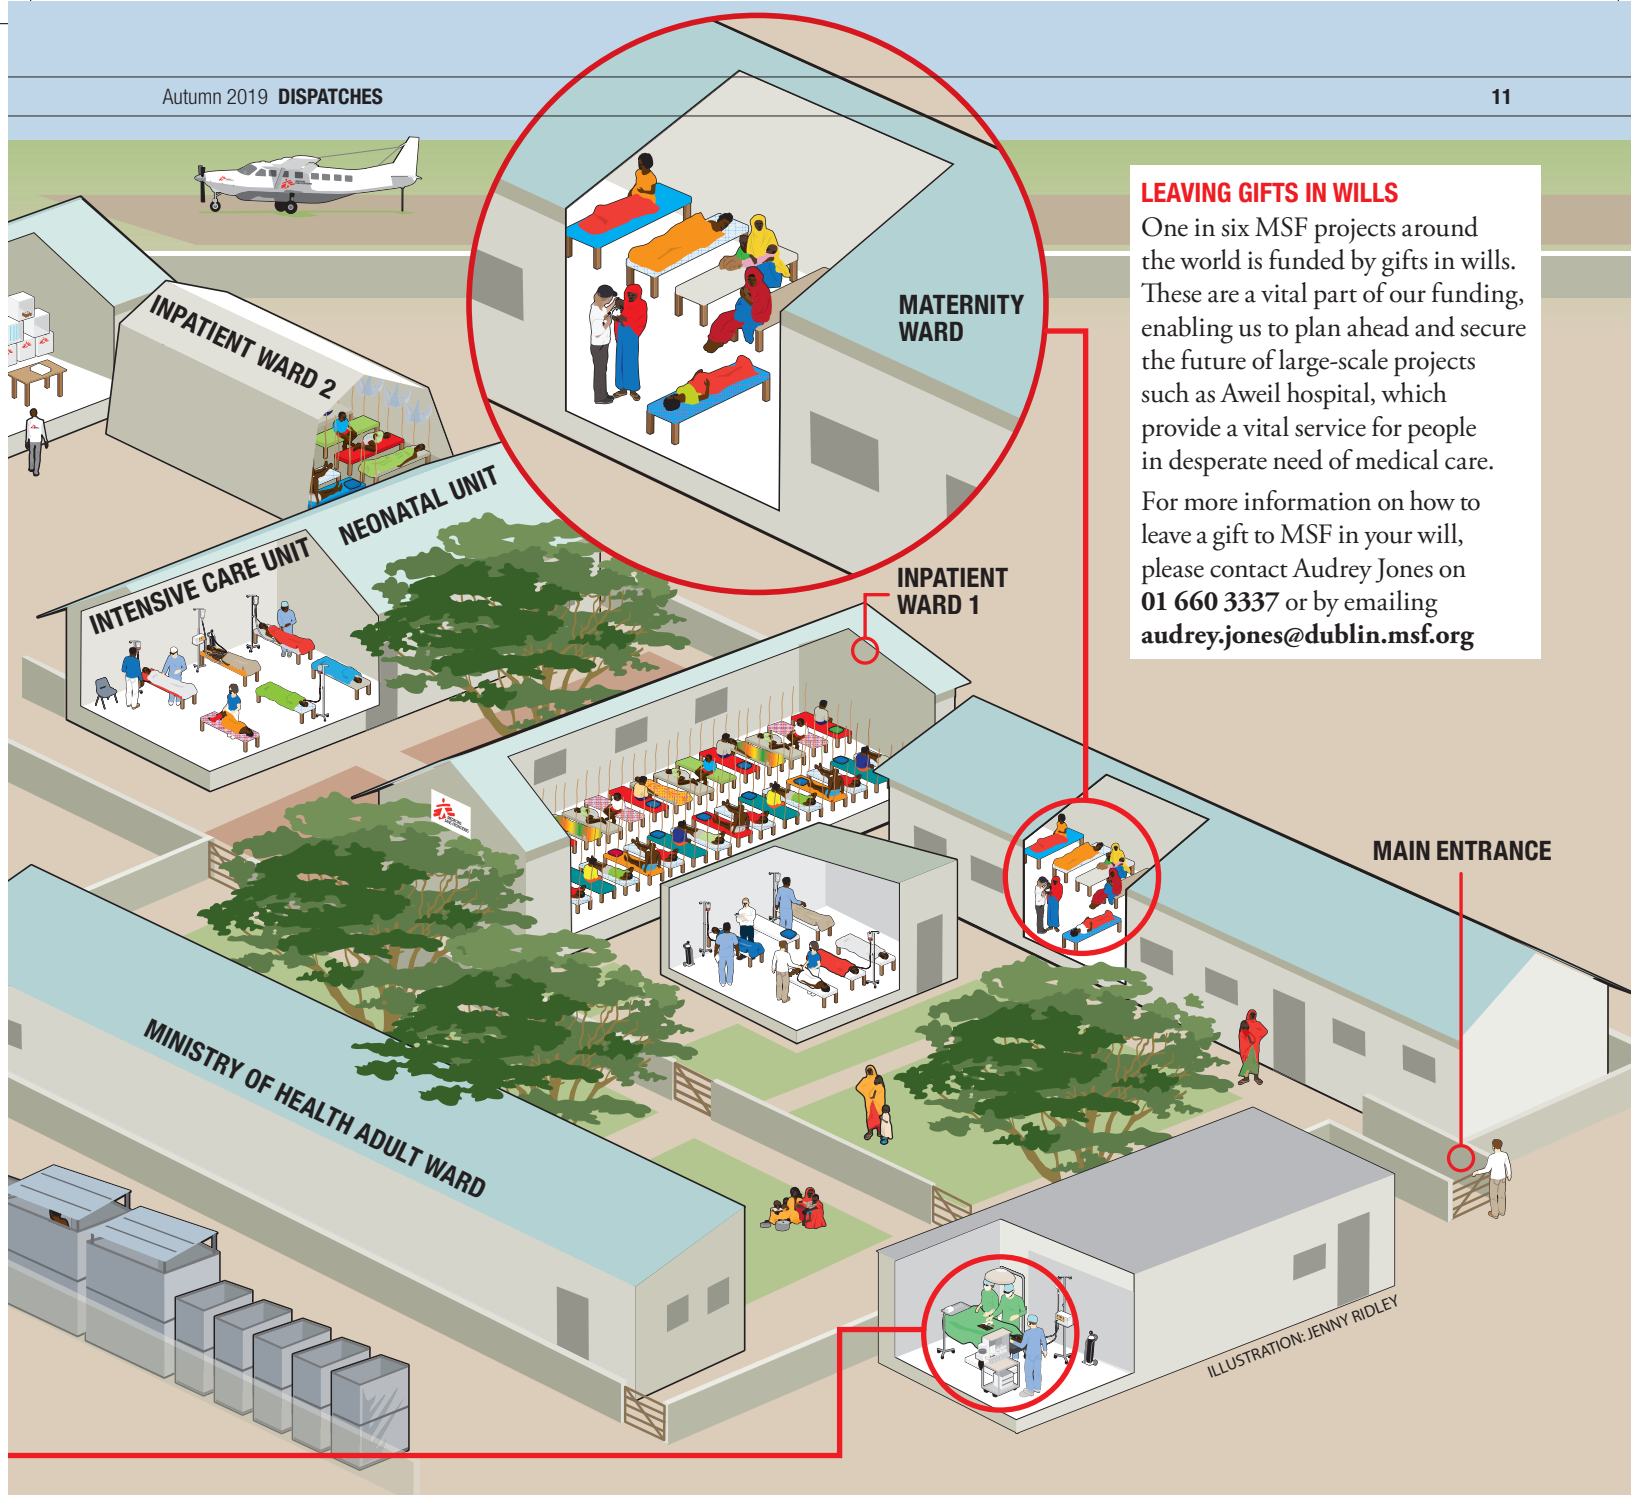 Autumn 2019 DISPATCHES
11
LEAVING GIFTS IN WILLS
One in six MSF projects around
the world is funded by gifts in wills.
These are a vital part of our funding,
enabling us to plan ahead and secure
the future of large-scale projects
such as Aweil hospital, which
provide a vital service for people
in desperate need of medical care.
For more information on how to
leave a gift to MSF in your will,
please contact Audrey Jones on
01 660 3337 or by emailing
audrey.jones@dublin.msf.org
MATERNITY
WARD
INPATIENT WARD 2
NEONATAL UNIT
INTENSIVE CARE UNIT
INPATIENT
WARD 1
MAIN ENTRANCE
MINISTRY OF HEALTH ADULT WARD
ILLUSTRATION: JENNY RIDLEY